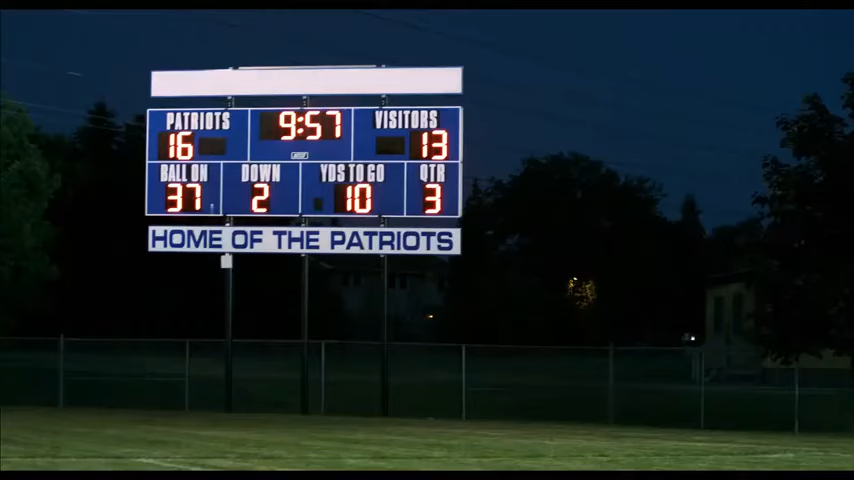 PATRIOTS 9:57 VISITORS
16 13
BALL ON DOWN YDS TO GO QTR
37 2 10 3
HOME OF THE PATRIOTS